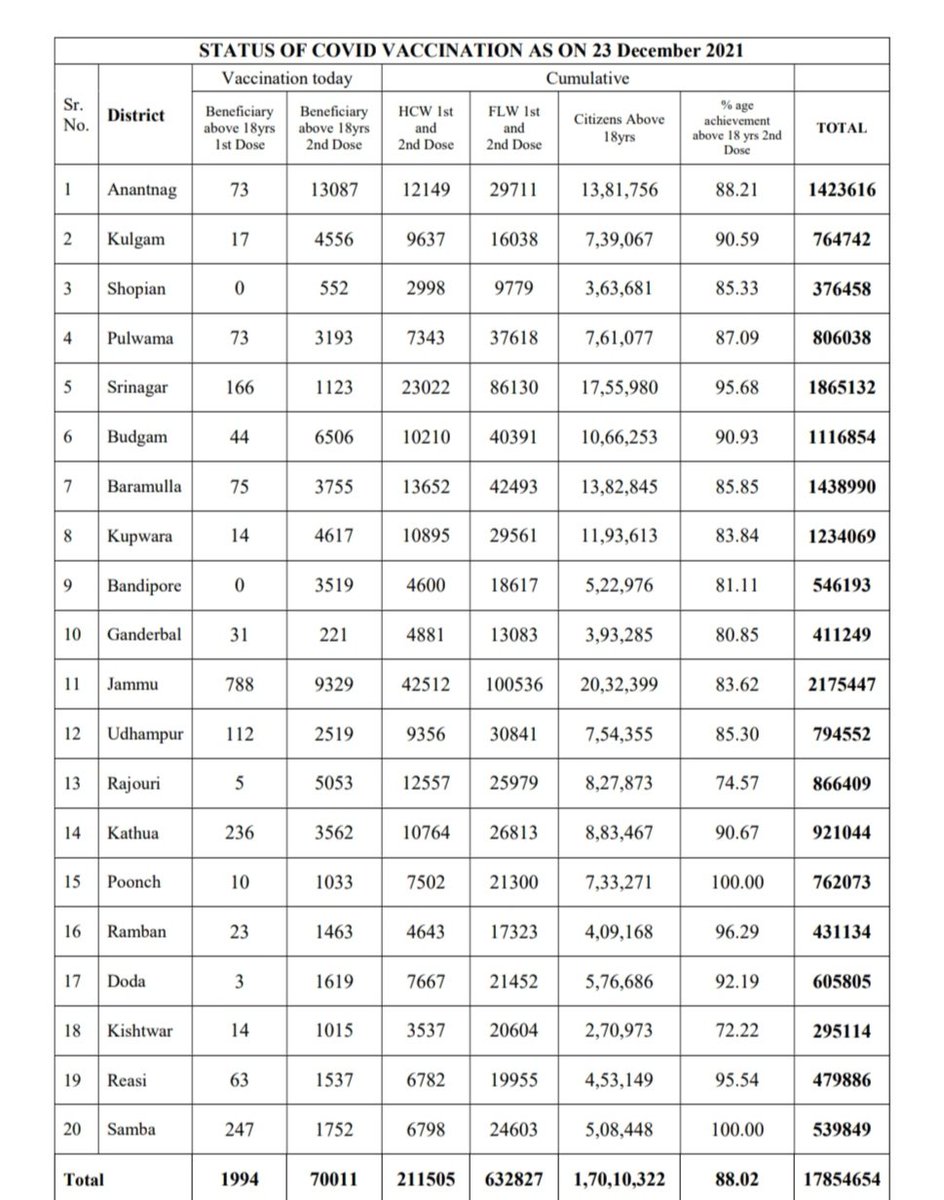 STATUS OF COVID VACCINATION AS ON 23 December 2021
Sr. No. District Vaccination today Cumulative
Beneficiary above 18yrs 1st Dose Beneficiary above 18yrs 2nd Dose HCW 1st and 2nd Dose FLW 1st and 2nd Dose Citizens Above 18yrs % age achievement above 18 yrs 2nd Dose TOTAL
1 Anantnag 73 13087 12149 29711 13,81,756 88.21 1423616
2 Kulgam 17 4556 9637 16038 7,39,067 90.59 764742
3 Shopian 0 552 2998 9779 3,63,681 85.33 376458
4 Pulwama 73 3193 7343 37618 7,61,077 87.09 806038
5 Srinagar 166 1123 23022 86130 17,55,980 95.68 1865132
6 Budgam 44 6506 10210 40391 10,66,253 90.93 1116854
7 Baramulla 75 3755 13652 42493 13,82,845 85.85 1438990
8 Kupwara 14 4617 10895 29561 11,93,613 83.84 1234069
9 Bandipore 0 3519 4600 18617 5,22,976 81.11 546193
10 Ganderbal 31 221 4881 13083 3,93,285 80.85 411249
11 Jammu 788 9329 42512 100536 20,32,399 83.62 2175447
12 Udhampur 112 2519 9356 30841 7,54,355 85.30 794552
13 Rajouri 5 5053 12557 25979 8,27,873 74.57 866409
14 Kathua 236 3562 10764 26813 8,83,467 90.67 921044
15 Poonch 10 1033 7502 21300 7,33,271 100.00 762073
16 Ramban 23 1463 4643 17323 4,09,168 96.29 431134
17 Doda 3 1619 7667 21452 5,76,686 92.19 605805
18 Kishtwar 14 1015 3537 20604 2,70,973 72.22 295114
19 Reasi 63 1537 6782 19955 4,53,149 95.54 479886
20 Samba 247 1752 6798 24603 5,08,448 100.00 539849
Total 1994 70011 211505 632827 1,70,10,322 88.02 17854654